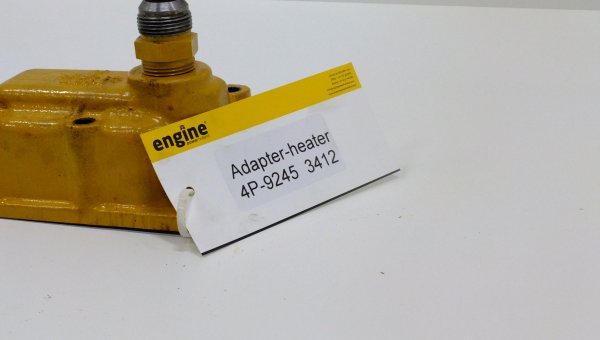 engine
Adapter-heater
4P-9245 3412